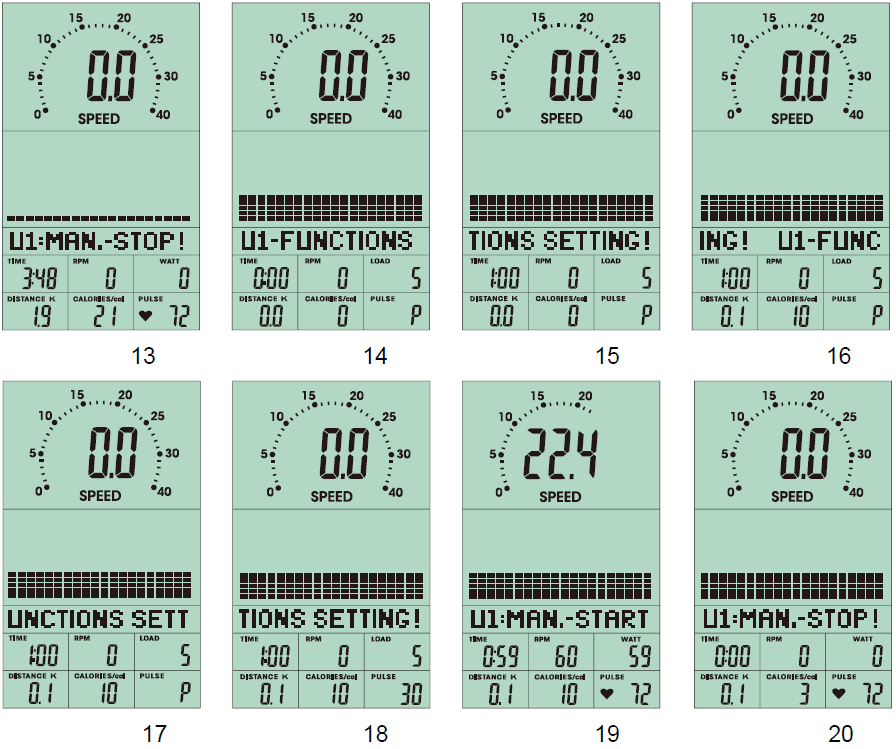 15 20
10 25
5 0.0 30
0 SPEED 40
U1:MAN.-STOP!
TIME RPM WATT
3:48 0 0
DISTANCE K CALORIES/cal PULSE
1.9 21 ♥ 72
13
15 20
10 25
5 0.0 30
0 SPEED 40
U1-FUNCTIONS
TIME RPM LOAD
0:00 0 5
DISTANCE K CALORIES/cal PULSE
0.0 0 P
14
15 20
10 25
5 0.0 30
0 SPEED 40
TIONS SETTING!
TIME RPM LOAD
1:00 0 5
DISTANCE K CALORIES/cal PULSE
0.0 0 P
15
15 20
10 25
5 0.0 30
0 SPEED 40
ING! U1-FUNC
TIME RPM LOAD
1:00 0 5
DISTANCE K CALORIES/cal PULSE
0.1 10 P
16
15 20
10 25
5 0.0 30
0 SPEED 40
UNCTIONS SETT
TIME RPM LOAD
1:00 0 5
DISTANCE K CALORIES/cal PULSE
0.1 10 P
17
15 20
10 25
5 0.0 30
0 SPEED 40
TIONS SETTING!
TIME RPM LOAD
1:00 0 5
DISTANCE K CALORIES/cal PULSE
0.1 10 30
18
15 20
10
5 22.4
0 SPEED
U1:MAN.-START
TIME RPM WATT
0:59 60 59
DISTANCE K CALORIES/cal PULSE
0.1 10 ♥ 72
19
15 20
10 25
5 0.0 30
0 SPEED 40
U1:MAN.-STOP!
TIME RPM WATT
0:00 0 0
DISTANCE K CALORIES/cal PULSE
0.1 3 ♥ 72
20